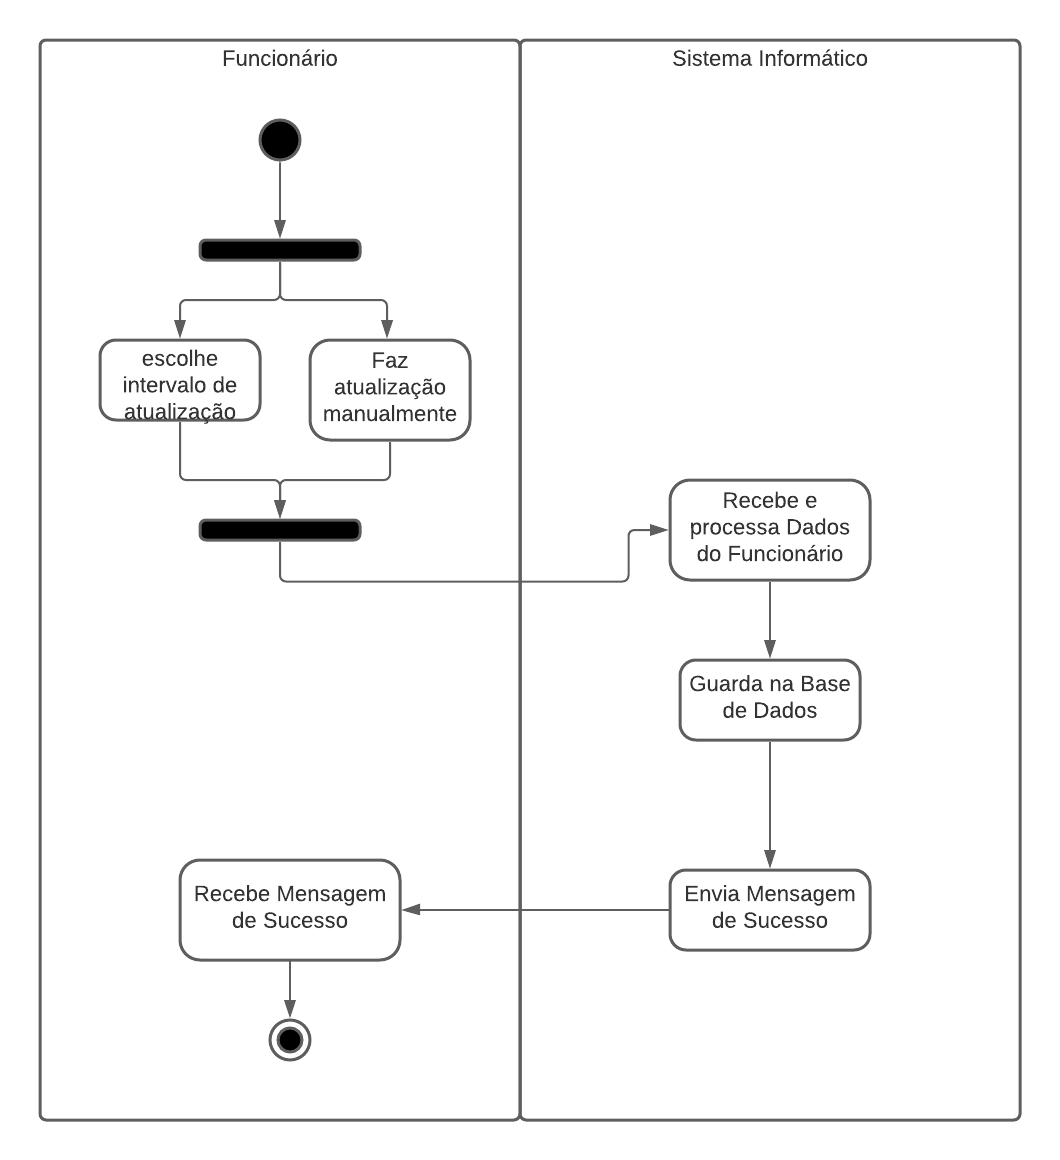 Funcionário
Sistema Informático
escolhe
intervalo de
atualização
Faz
atualização
manualmente
Recebe e
processa Dados
do Funcionário
Guarda na Base
de Dados
Envia Mensagem
de Sucesso
Recebe Mensagem
de Sucesso